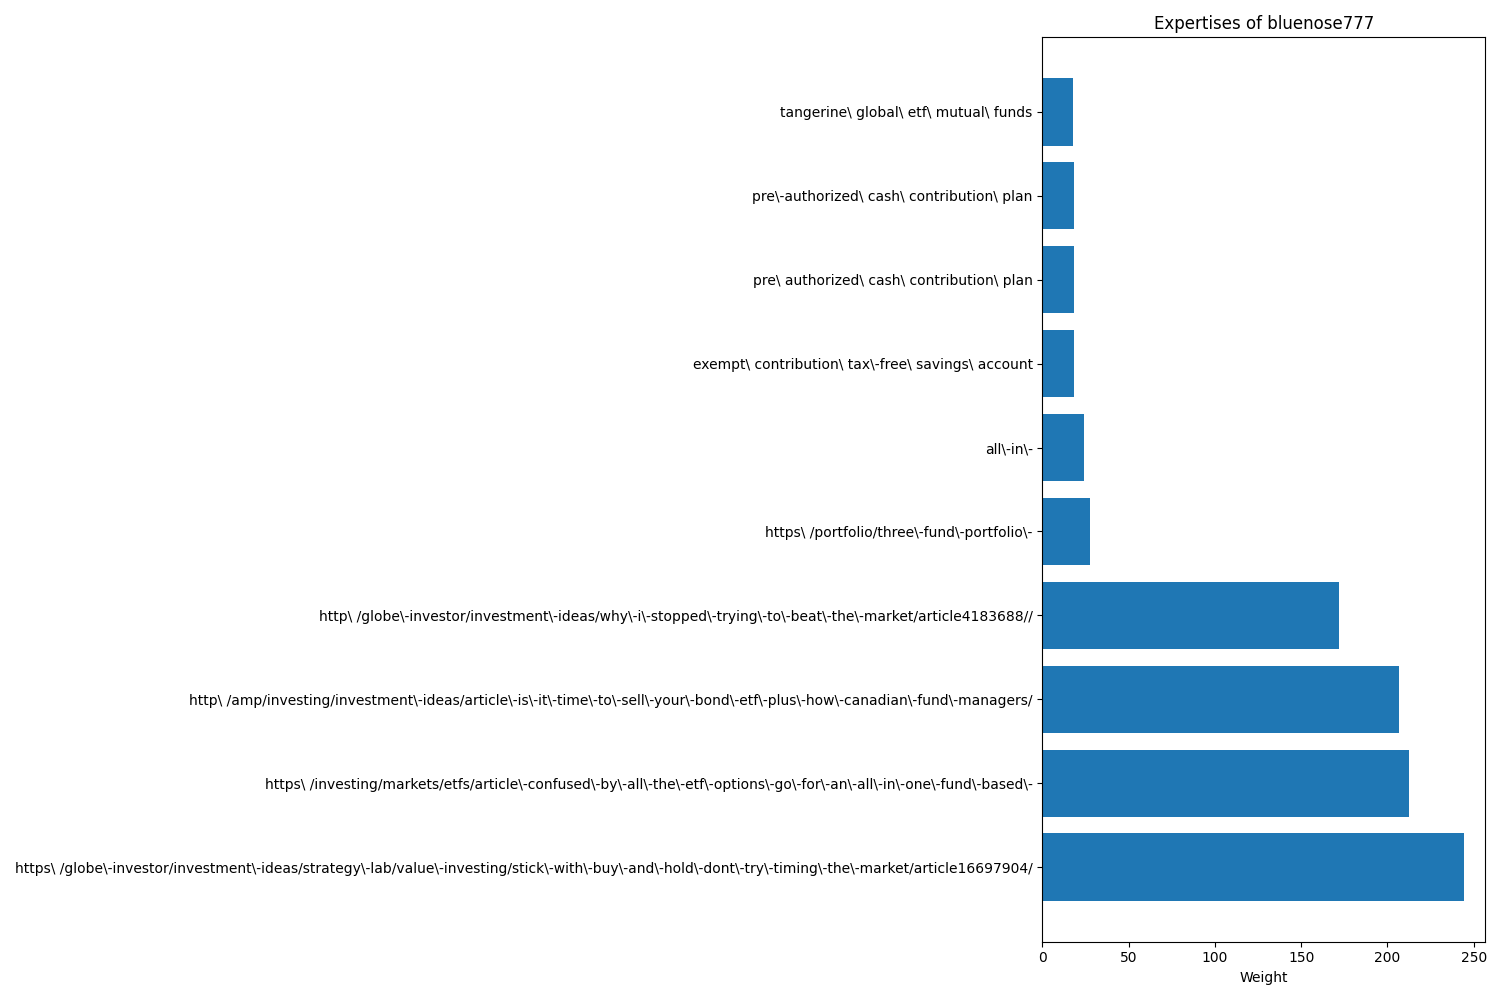 Expertises of bluenose777
tangerine\ global\ etf\ mutual\ funds
pre\-authorized\ cash\ contribution\ plan
pre\ authorized\ cash\ contribution\ plan
exempt\ contribution\ tax\-free\ savings\ account
all\-in\-
https\ /portfolio/three\-fund\-portfolio\-
http\ /globe\-investor/investment\-ideas/why\-i\-stopped\-trying\-to\-beat\-the\-market/article4183688//
http\ /amp/investing/investment\-ideas/article\-is\-it\-time\-to\-sell\-your\-bond\-etf\-plus\-how\-canadian\-fund\-managers/
https\ /investing/markets/etfs/article\-confused\-by\-all\-the\-etf\-options\-go\-for\-an\-all\-in\-one\-fund\-based\-
https\ /globe\-investor/investment\-ideas/strategy\-lab/value\-investing/stick\-with\-buy\-and\-hold\-dont\-try\-timing\-the\-market/article16697904/
0 50 100 150 200 250
Weight